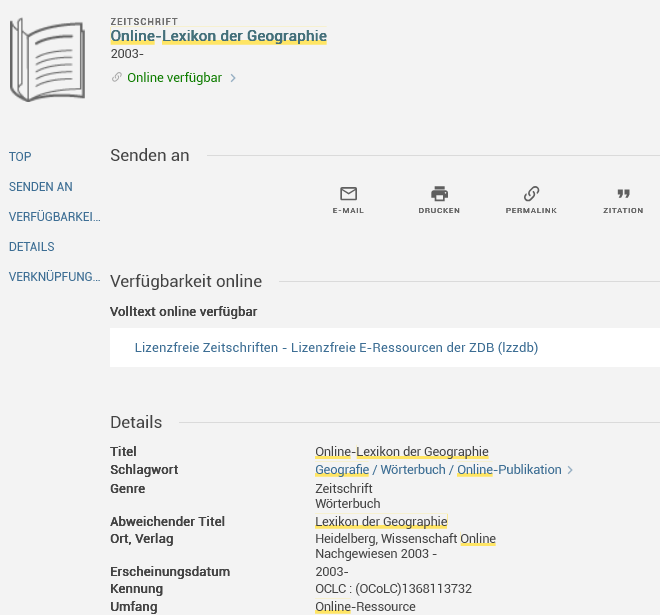 ZEITSCHRIFT
Online-Lexikon der Geographie
2003-
Online verfügbar
TOP
SENDEN AN
VERFÜGBARKEI...
DETAILS
VERKNÜPFUNG...
Senden an
E-MAIL DRUCKEN PERMALINK ZITATION
Verfügbarkeit online
Volltext online verfügbar
Lizenzfreie Zeitschriften - Lizenzfreie E-Ressourcen der ZDB (lzzdb)
Details
Titel Online-Lexikon der Geographie
Schlagwort Geografie / Wörterbuch / Online-Publikation
Genre Zeitschrift
Wörterbuch
Abweichender Titel Lexikon der Geographie
Ort, Verlag Heidelberg, Wissenschaft Online
Nachgewiesen 2003 -
Erscheinungsdatum 2003-
Kennung OCLC : (OCoLC)1368113732
Umfang Online-Ressource